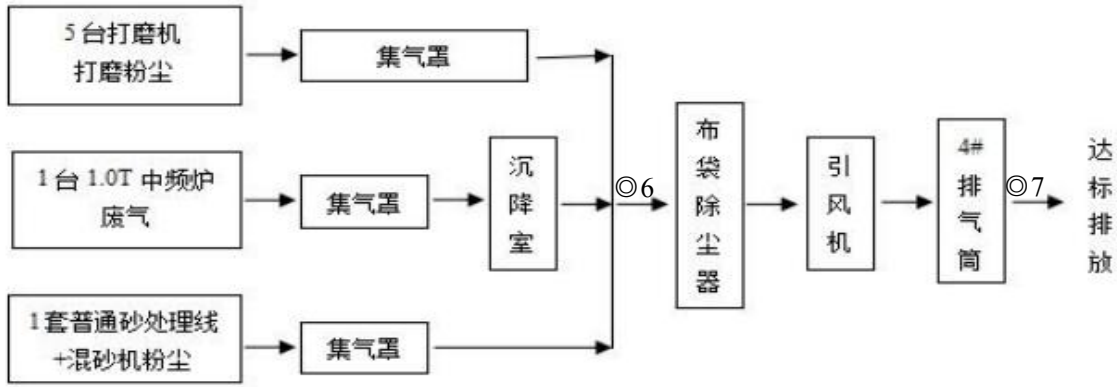 5台打磨机
打磨粉尘
集气罩
1台1.0T中频炉
废气
集气罩
沉降室
1套普通砂处理线
+混砂机粉尘
集气罩
◎6
布袋除尘器
引风机
4#排气筒
◎7
达标排放